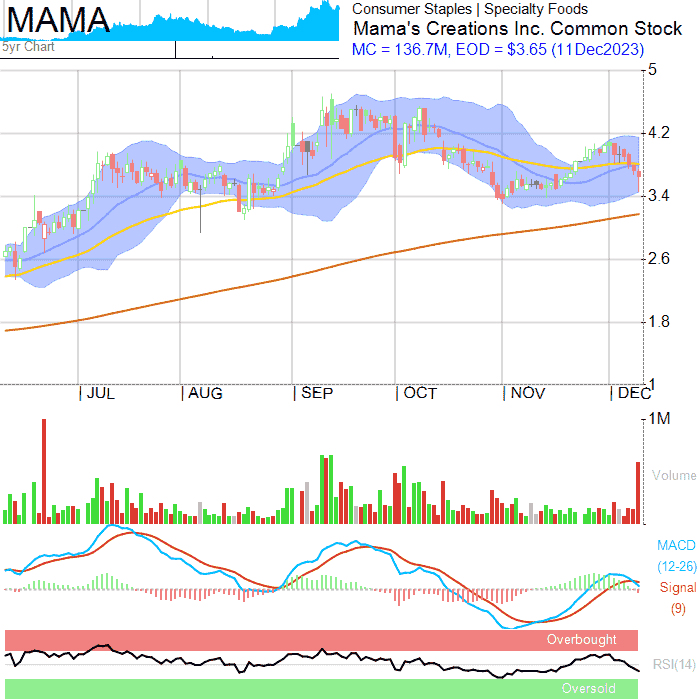 MAMA
5yr Chart
Consumer Staples | Specialty Foods
Mama's Creations Inc. Common Stock
MC = 136.7M, EOD = $3.65 (11Dec2023)
5
4.2
3.4
2.6
1.8
1
JUL AUG SEP OCT NOV DEC
1M
Volume
MACD
(12-26)
Signal
(9)
Overbought
RSI(14)
Oversold